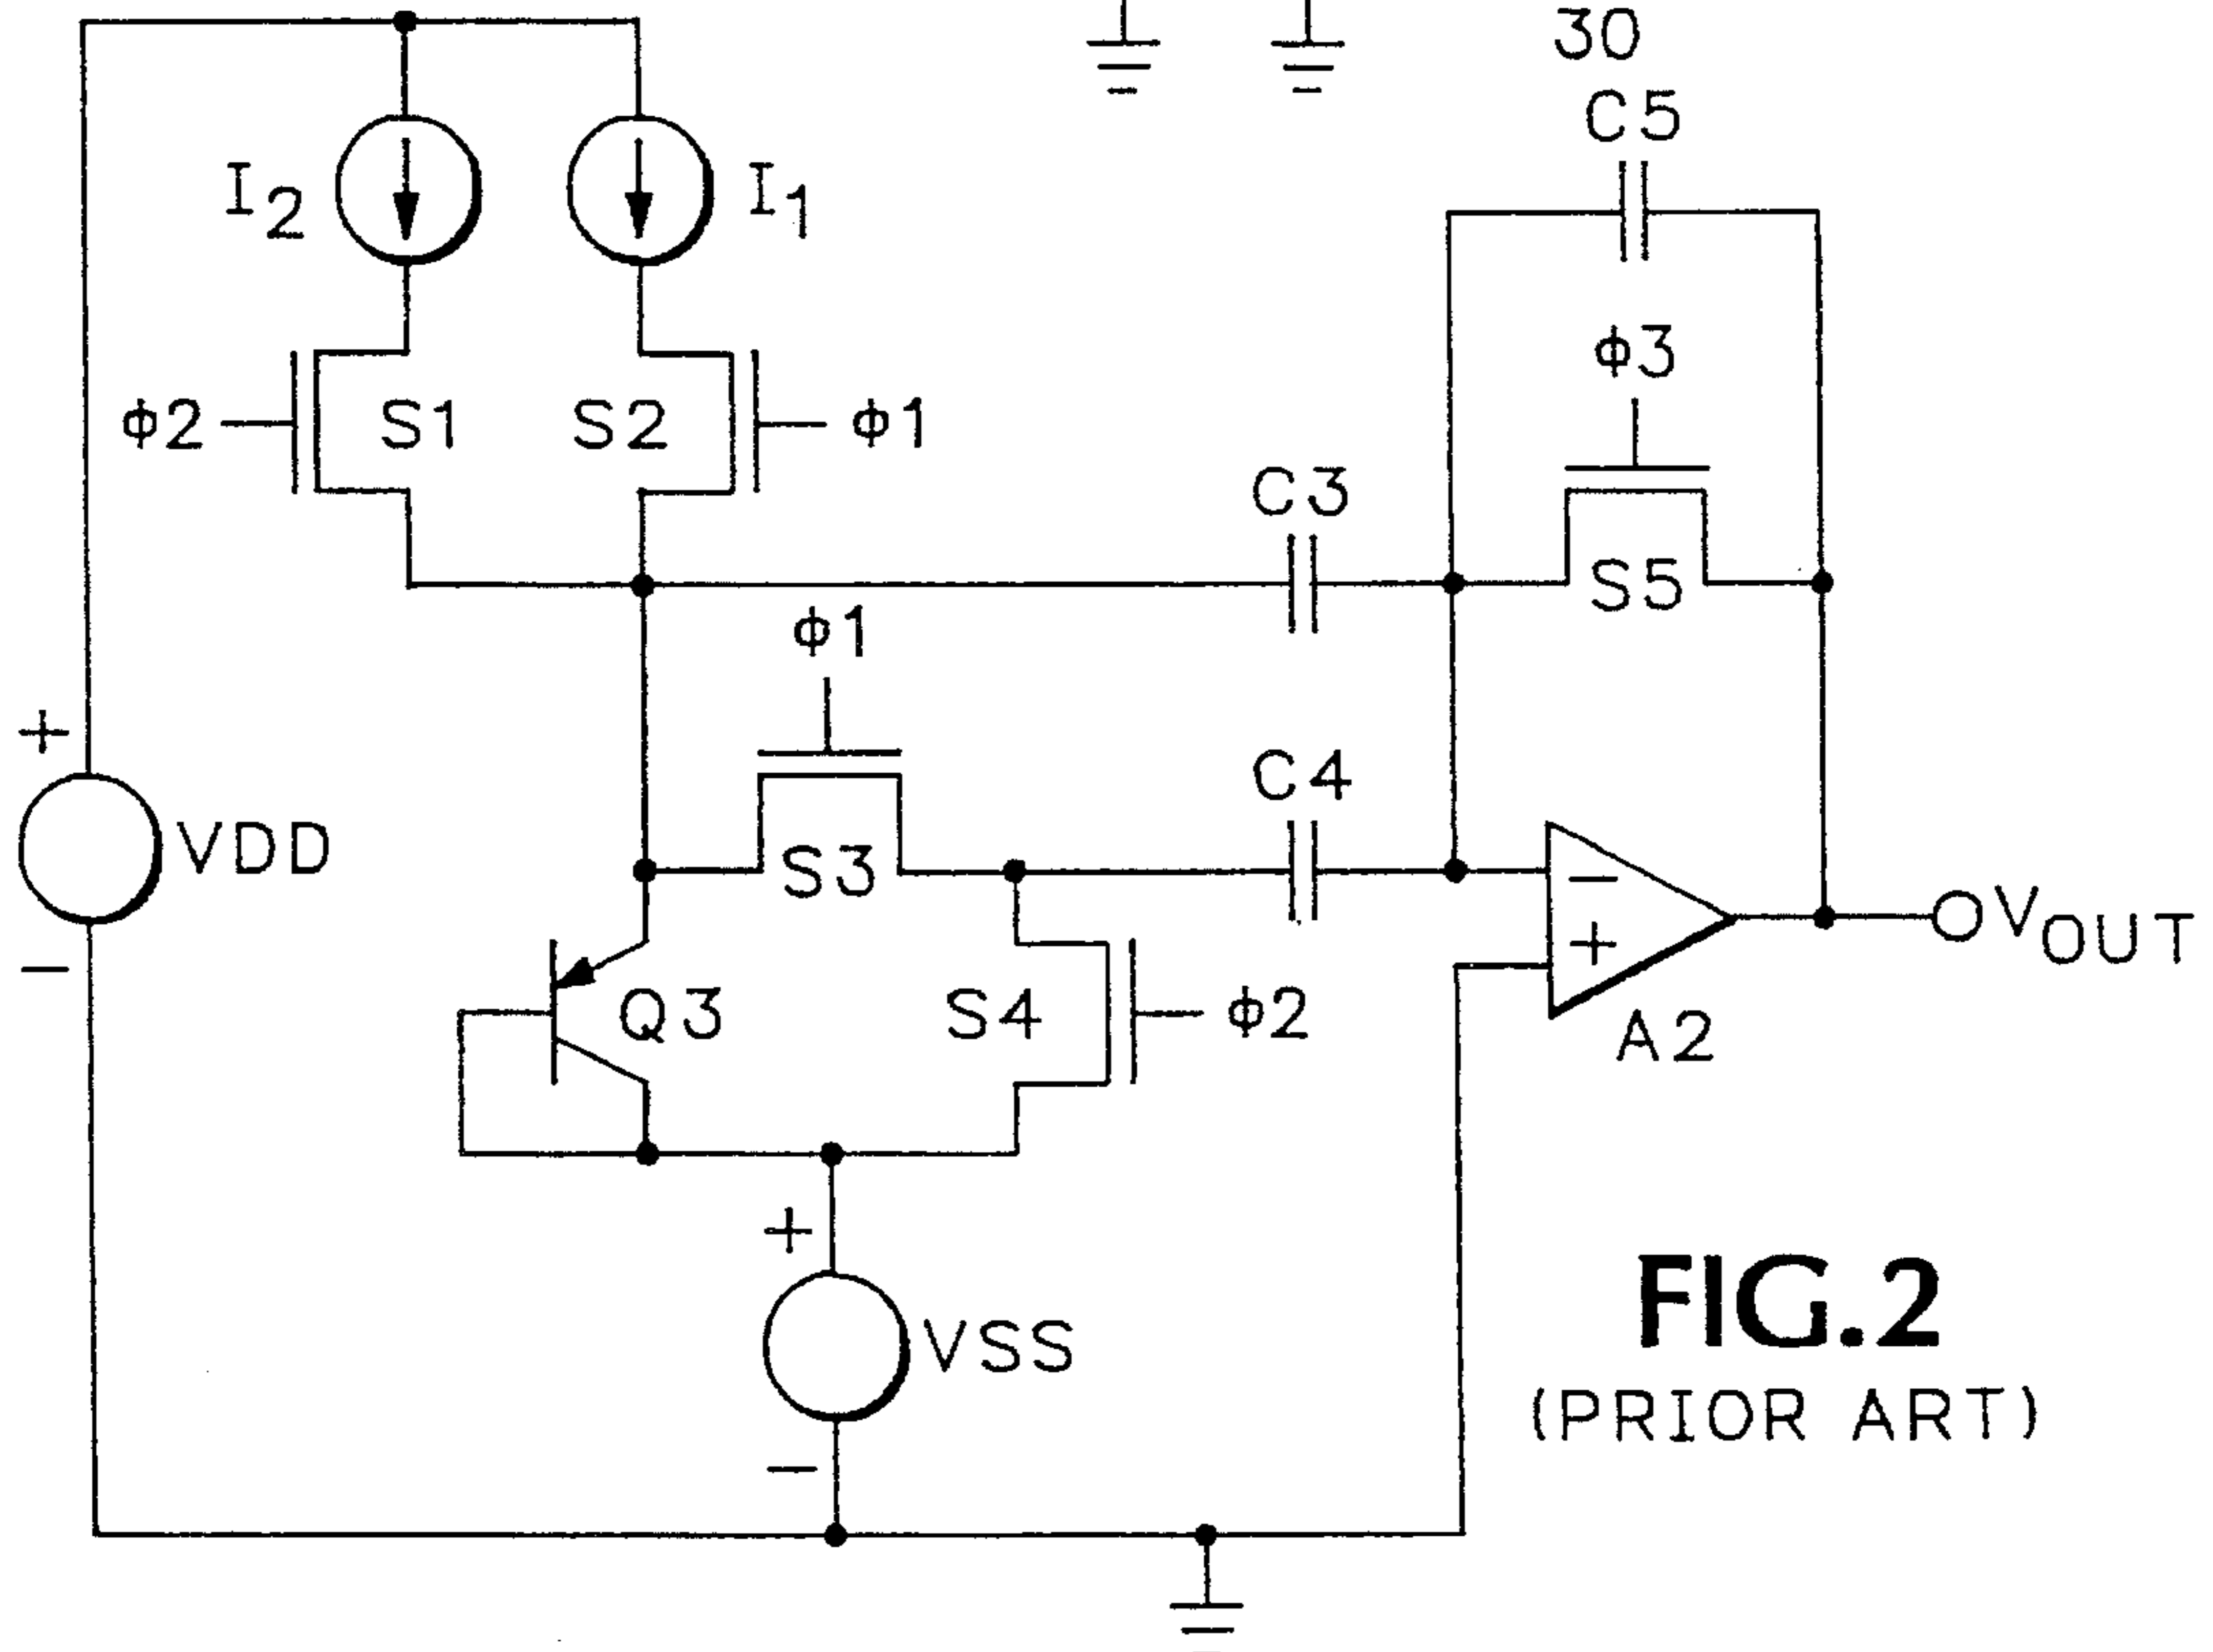 30
C5
I2
I1
ϕ3
ϕ2
S1
S2
ϕ1
C3
S5
ϕ1
+
C4
VDD
S3
−
+
VOUT
−
Q3
S4
ϕ2
A2
+
VSS
−
FIG.2
(PRIOR ART)